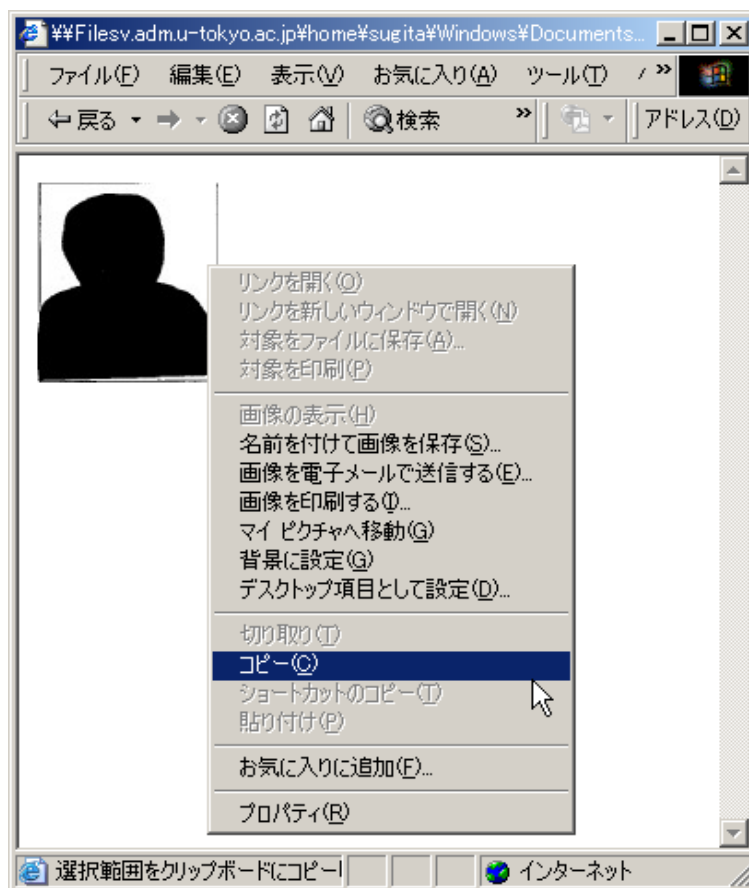 ¥¥Filesv.adm.u-tokyo.ac.jp¥home¥sugita¥Windows¥Documents...
ファイル(F) 編集(E) 表示(V) お気に入り(A) ツール(T) »
戻る 検索 » アドレス(D)
リンクを開く(O)
リンクを新しいウィンドウで開く(N)
対象をファイルに保存(A)...
対象を印刷(P)
画像の表示(H)
名前を付けて画像を保存(S)...
画像を電子メールで送信する(E)...
画像を印刷する(I)...
マイ ピクチャへ移動(G)
背景に設定(G)
デスクトップ項目として設定(D)...
切り取り(T)
コピー(C)
ショートカットのコピー(T)
貼り付け(P)
お気に入りに追加(F)...
プロパティ(R)
選択範囲をクリップボードにコピー インターネット